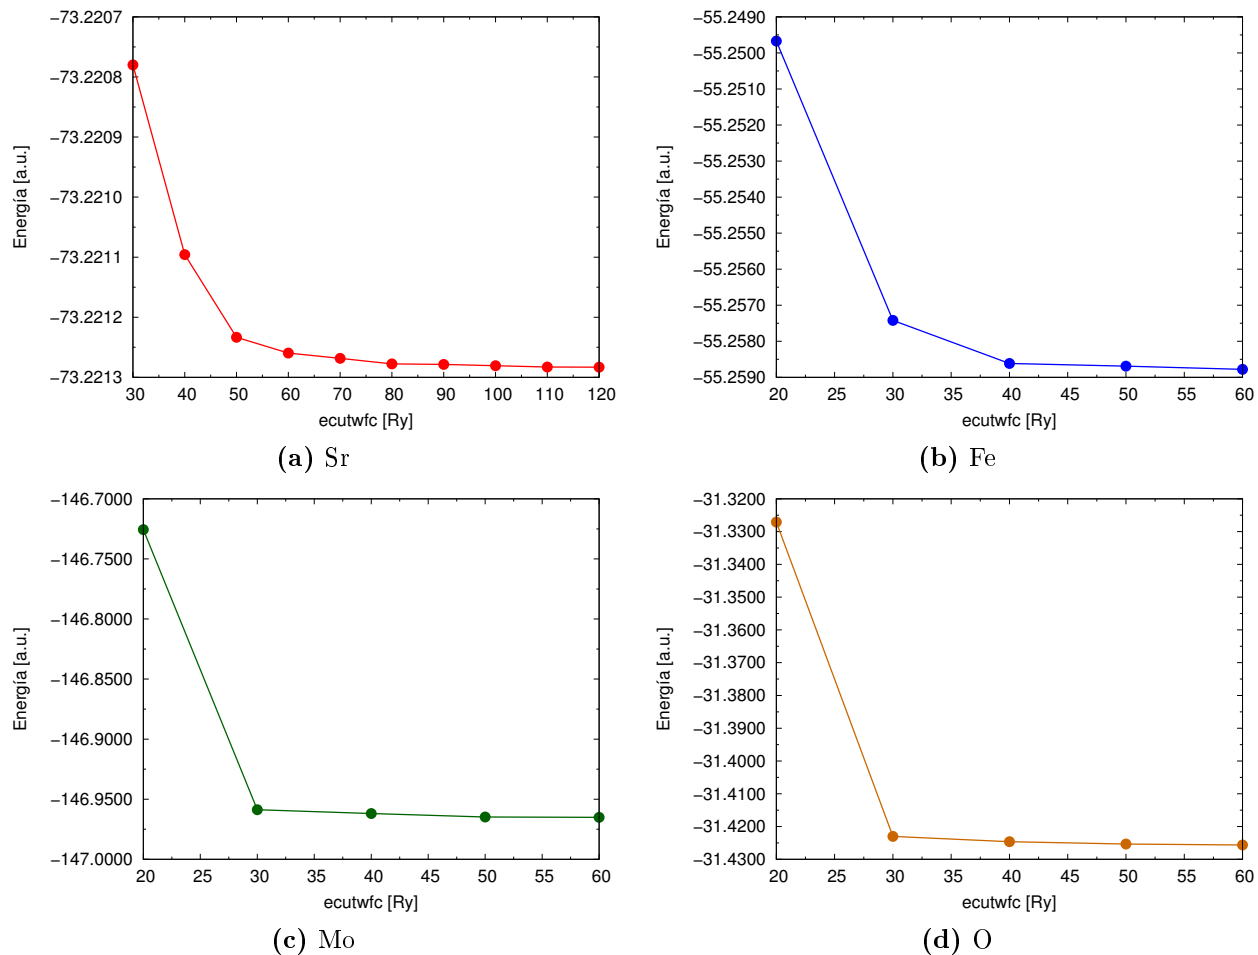 −73.2207
−73.2208
−73.2209
−73.2210
−73.2211
−73.2212
−73.2213
Energía [a.u.]
30 40 50 60 70 80 90 100 110 120
ecutwfc [Ry]
(a) Sr
−55.2490
−55.2500
−55.2510
−55.2520
−55.2530
−55.2540
−55.2550
−55.2560
−55.2570
−55.2580
−55.2590
Energía [a.u.]
20 25 30 35 40 45 50 55 60
ecutwfc [Ry]
(b) Fe
−146.7000
−146.7500
−146.8000
−146.8500
−146.9000
−146.9500
−147.0000
Energía [a.u.]
20 25 30 35 40 45 50 55 60
ecutwfc [Ry]
(c) Mo
−31.3200
−31.3300
−31.3400
−31.3500
−31.3600
−31.3700
−31.3800
−31.3900
−31.4000
−31.4100
−31.4200
−31.4300
Energía [a.u.]
20 25 30 35 40 45 50 55 60
ecutwfc [Ry]
(d) O